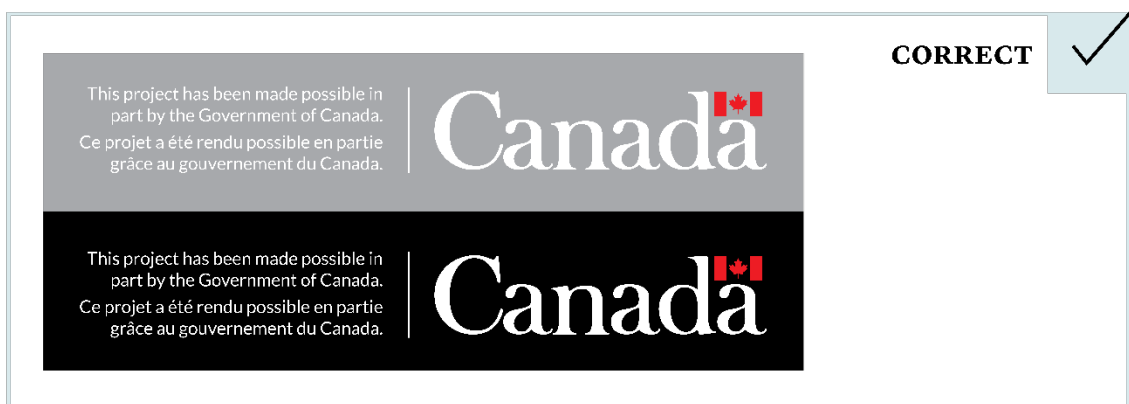 CORRECT
This project has been made possible in
part by the Government of Canada.
Ce projet a été rendu possible en partie
grâce au gouvernement du Canada.
Canada
This project has been made possible in
part by the Government of Canada.
Ce projet a été rendu possible en partie
grâce au gouvernement du Canada.
Canada